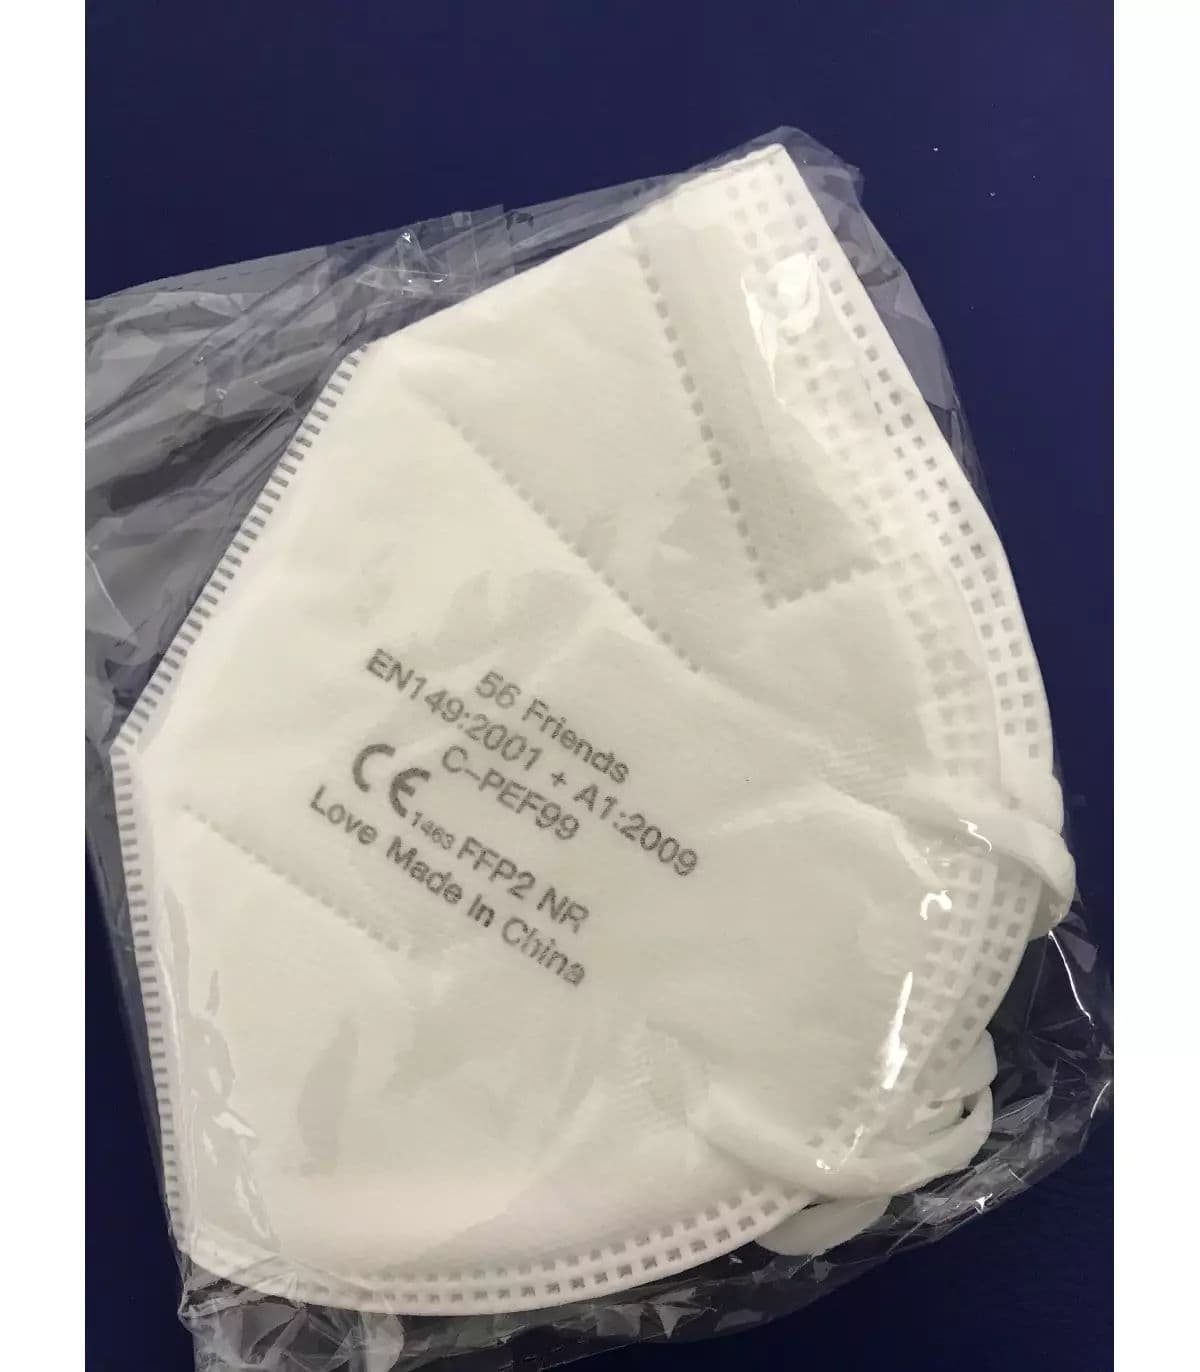 56 Friends
EN149:2001 + A1:2009
C-PEF99
CE 1463 FFP2 NR
Love Made In China